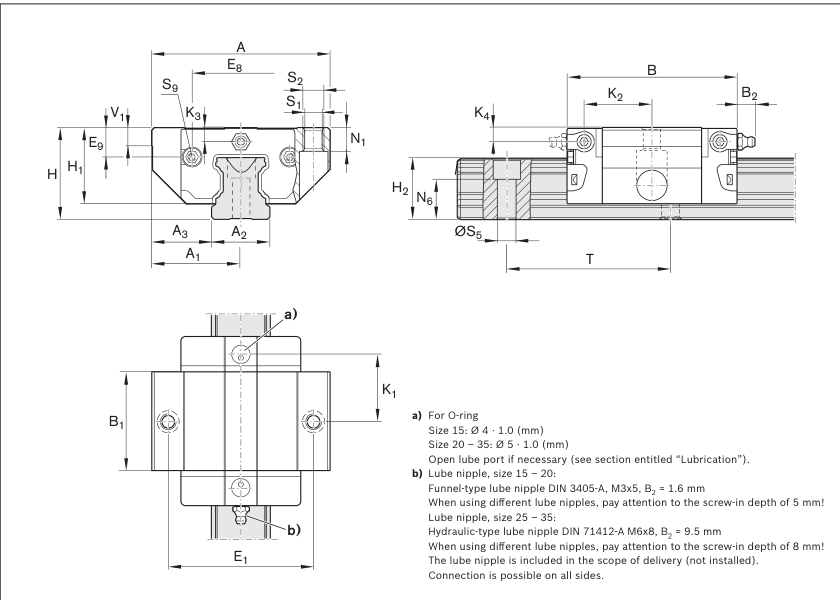 A
E8
S9
S2
S1
V1
K3
E9
N1
H
H1
A3
A2
A1
B
K2
B2
K4
H2
N6
ØS5
T
a)
K1
B1
b)
E1
a) For O-ring
Size 15: Ø 4 · 1.0 (mm)
Size 20 – 35: Ø 5 · 1.0 (mm)
Open lube port if necessary (see section entitled “Lubrication”).
b) Lube nipple, size 15 – 20:
Funnel-type lube nipple DIN 3405-A, M3x5, B2 = 1.6 mm
When using different lube nipples, pay attention to the screw-in depth of 5 mm!
Lube nipple, size 25 – 35:
Hydraulic-type lube nipple DIN 71412-A M6x8, B2 = 9.5 mm
When using different lube nipples, pay attention to the screw-in depth of 8 mm!
The lube nipple is included in the scope of delivery (not installed).
Connection is possible on all sides.